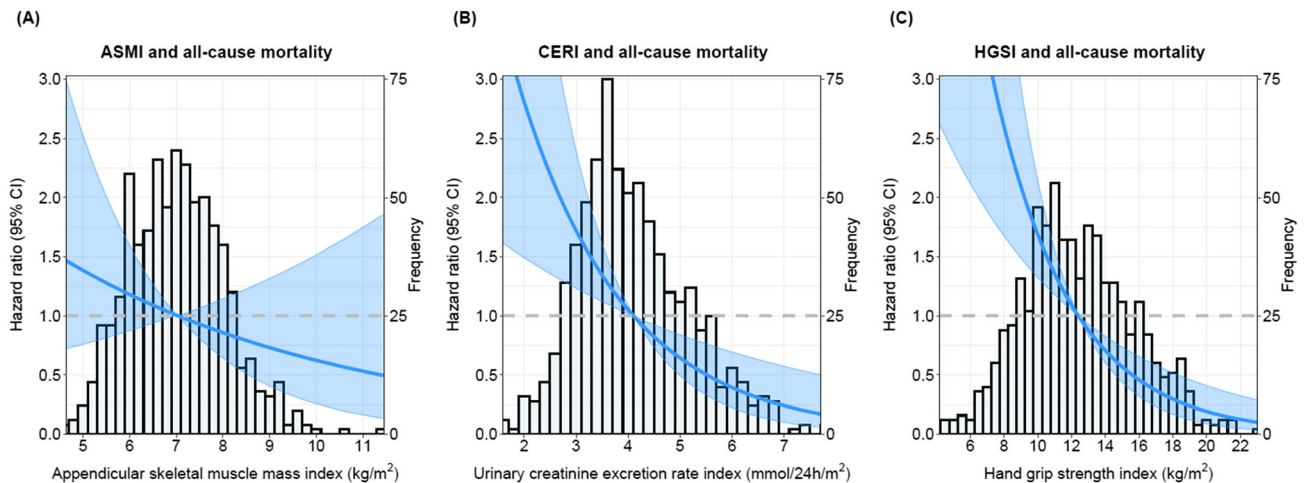 (A)
ASMI and all-cause mortality
Hazard ratio (95% CI)
3.0
2.5
2.0
1.5
1.0
0.5
0.0
75
50
25
0
Frequency
5 6 7 8 9 10 11
Appendicular skeletal muscle mass index (kg/m²)
(B)
CERI and all-cause mortality
Hazard ratio (95% CI)
3.0
2.5
2.0
1.5
1.0
0.5
0.0
75
50
25
0
Frequency
2 3 4 5 6 7
Urinary creatinine excretion rate index (mmol/24h/m²)
(C)
HGSI and all-cause mortality
Hazard ratio (95% CI)
3.0
2.5
2.0
1.5
1.0
0.5
0.0
75
50
25
0
Frequency
6 8 10 12 14 16 18 20 22
Hand grip strength index (kg/m²)